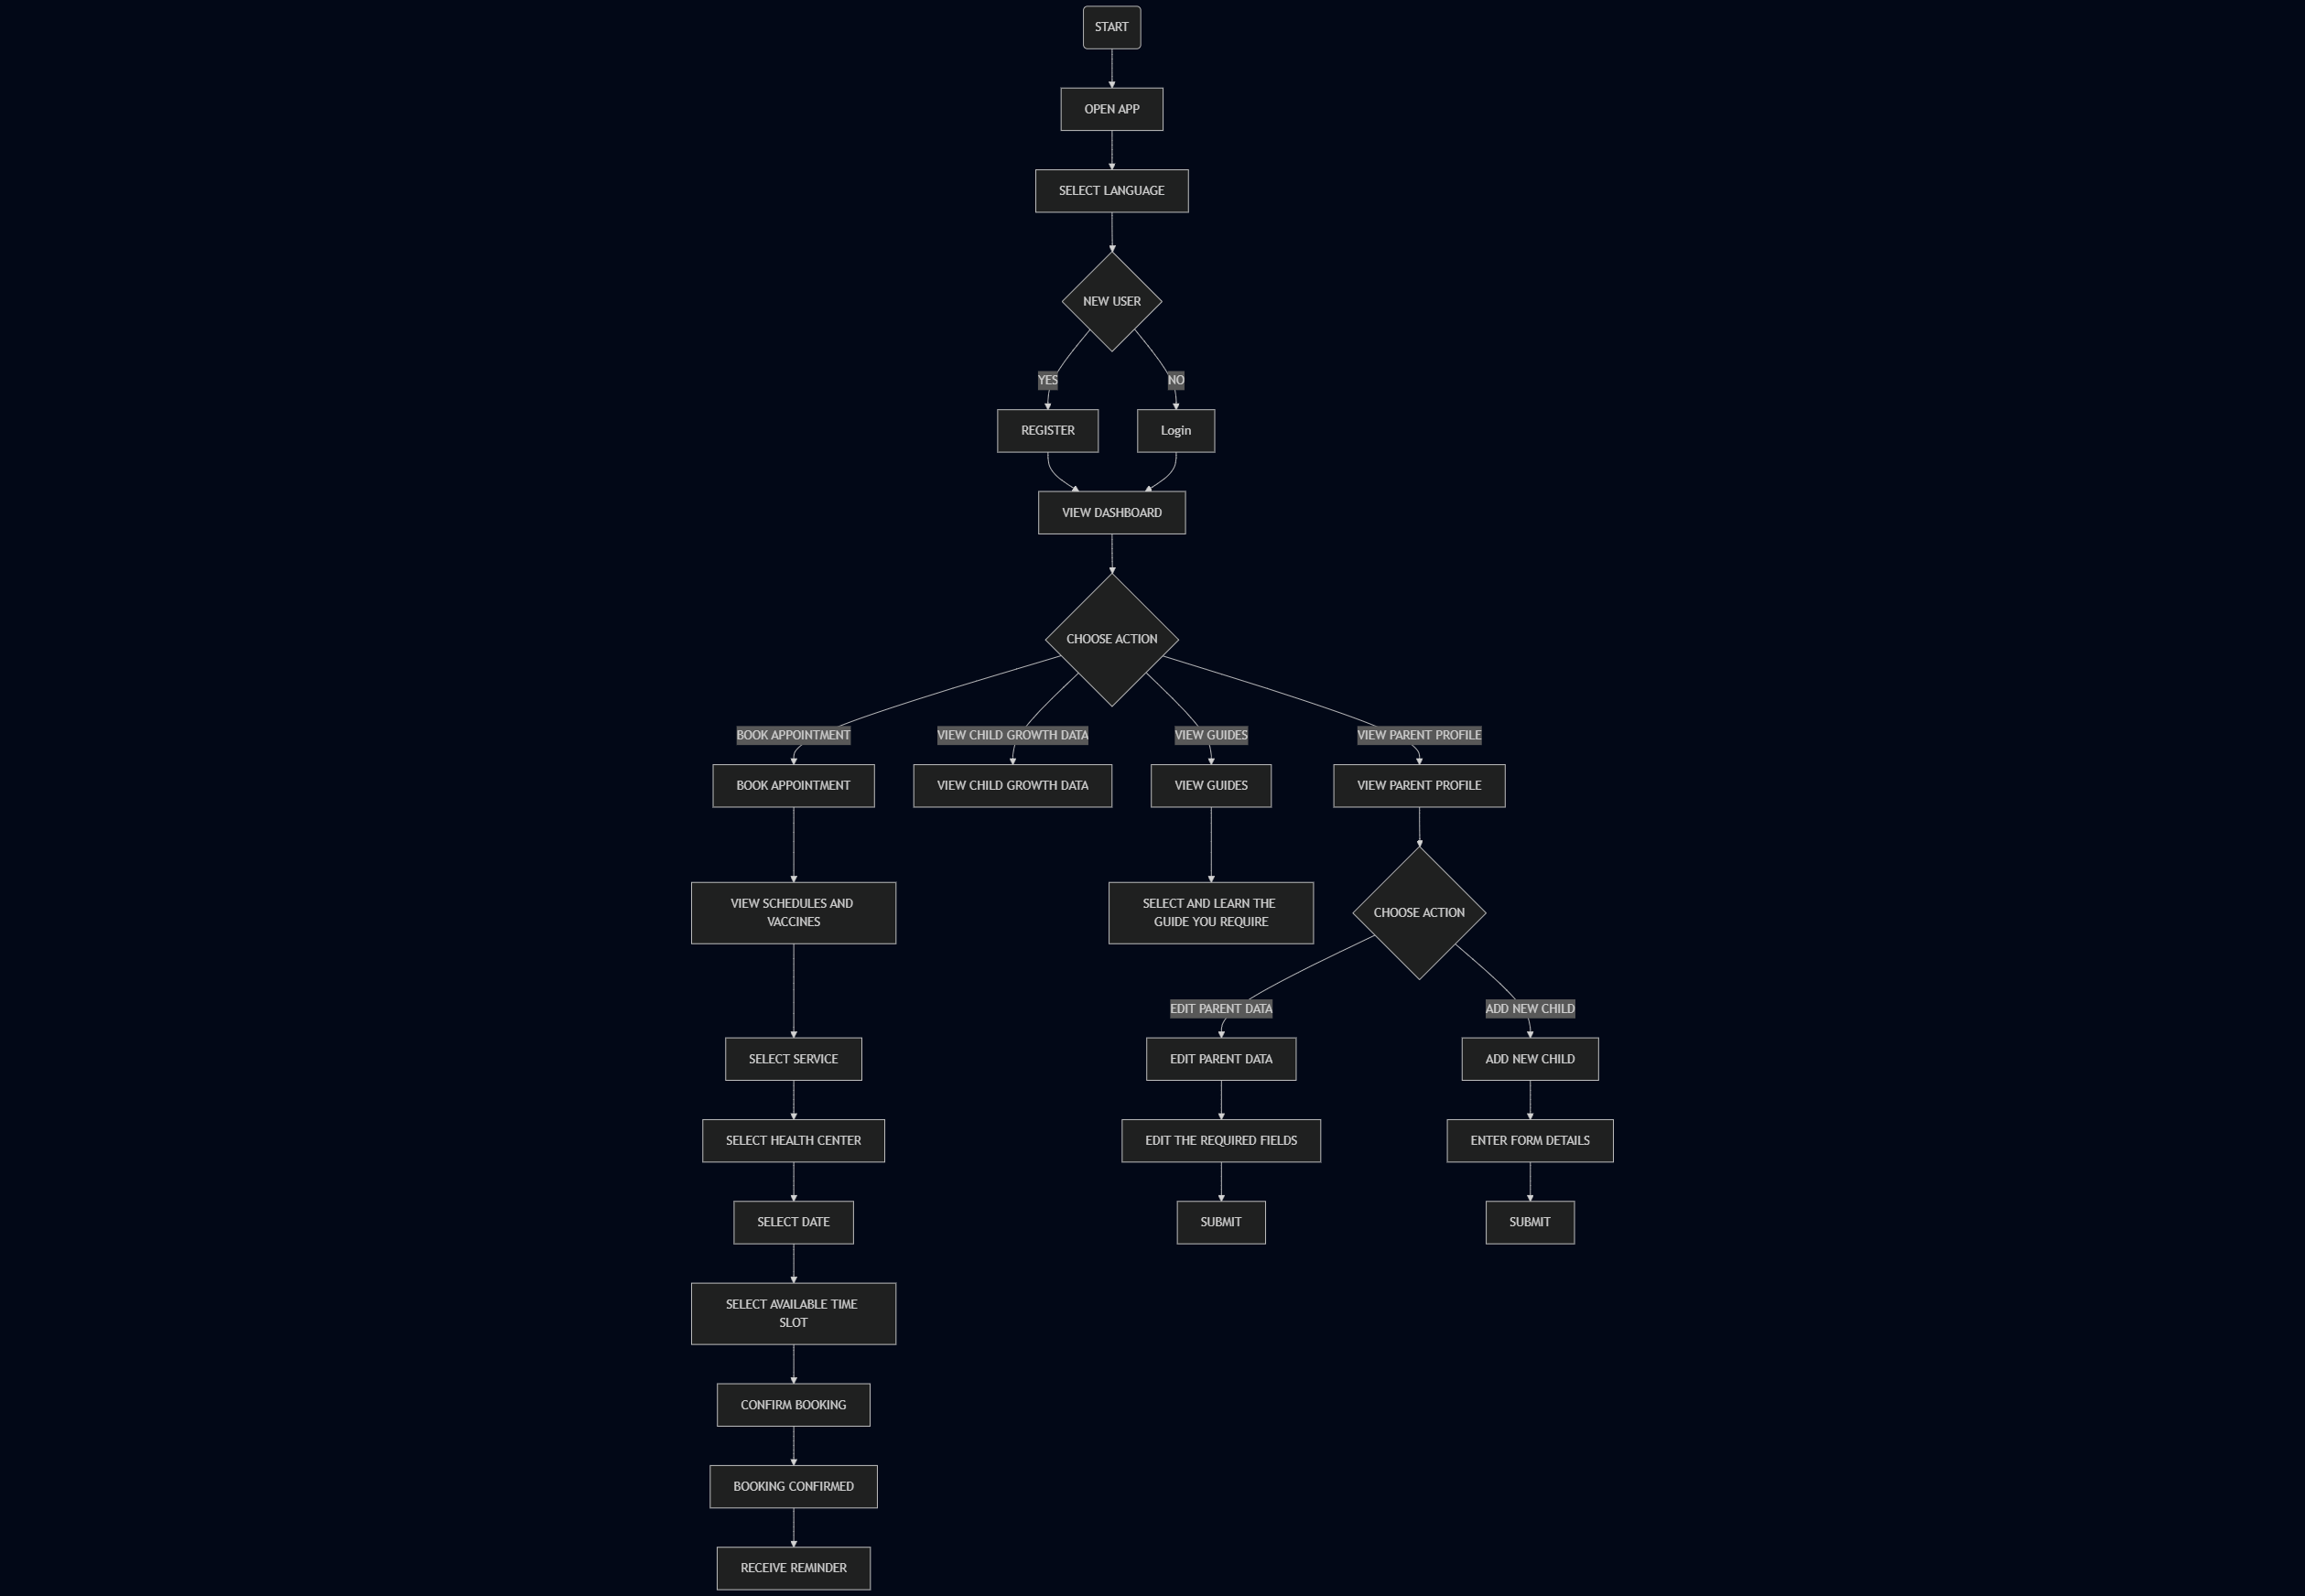 START
OPEN APP
SELECT LANGUAGE
NEW USER
YES
NO
REGISTER
Login
VIEW DASHBOARD
CHOOSE ACTION
BOOK APPOINTMENT
VIEW CHILD GROWTH DATA
VIEW GUIDES
VIEW PARENT PROFILE
BOOK APPOINTMENT
VIEW CHILD GROWTH DATA
VIEW GUIDES
VIEW PARENT PROFILE
VIEW SCHEDULES AND
VACCINES
SELECT AND LEARN THE
GUIDE YOU REQUIRE
CHOOSE ACTION
EDIT PARENT DATA
ADD NEW CHILD
SELECT SERVICE
EDIT PARENT DATA
ADD NEW CHILD
SELECT HEALTH CENTER
EDIT THE REQUIRED FIELDS
ENTER FORM DETAILS
SELECT DATE
SUBMIT
SUBMIT
SELECT AVAILABLE TIME
SLOT
CONFIRM BOOKING
BOOKING CONFIRMED
RECEIVE REMINDER